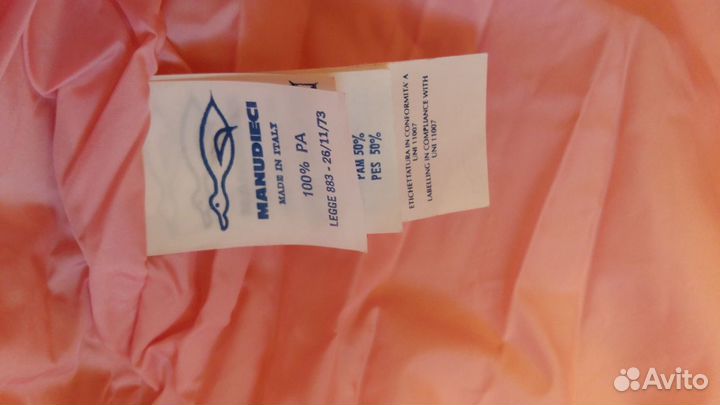 MANUDIECI
MADE IN ITALY
100% PA
LEGGE 883 - 26/11/73
50%
PES 50%
ETICHETTATURA IN CONFORMITA' A
UNI 11007
LABELLING IN COMPLIANCE WITH
UNI 11007
Avito